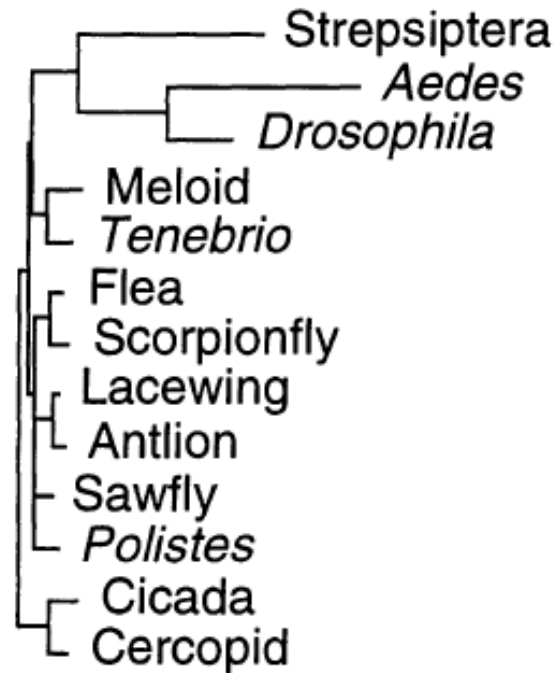 Strepsiptera
Aedes
Drosophila
Meloid
Tenebrio
Flea
Scorpionfly
Lacewing
Antlion
Sawfly
Polistes
Cicada
Cercopid